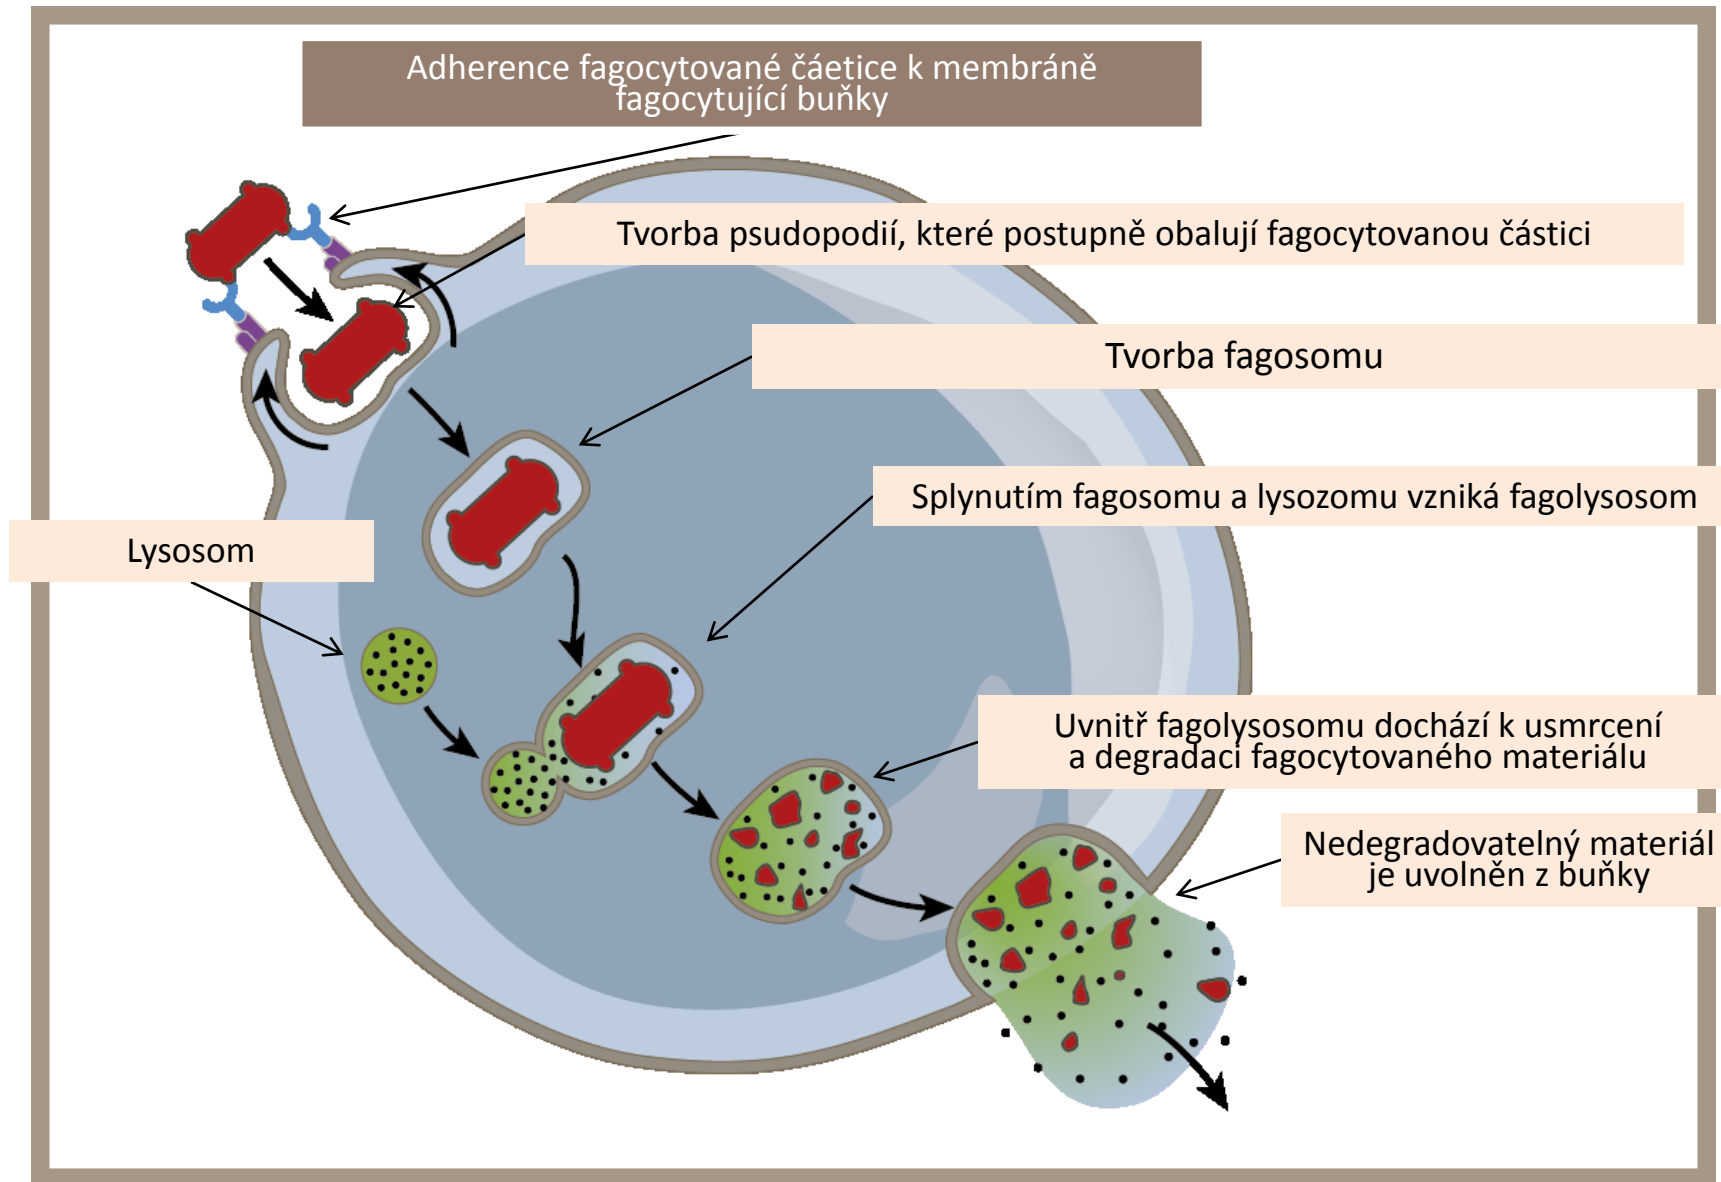 Adherence fagocytované čáetice k membráně
fagocytující buňky
Tvorba psudopodií, které postupně obalují fagocytovanou částici
Tvorba fagosomu
Splynutím fagosomu a lysozomu vzniká fagolysosom
Lysosom
Uvnitř fagolysosomu dochází k usmrcení
a degradaci fagocytovaného materiálu
Nedegradovatelný materiál
je uvolněn z buňky